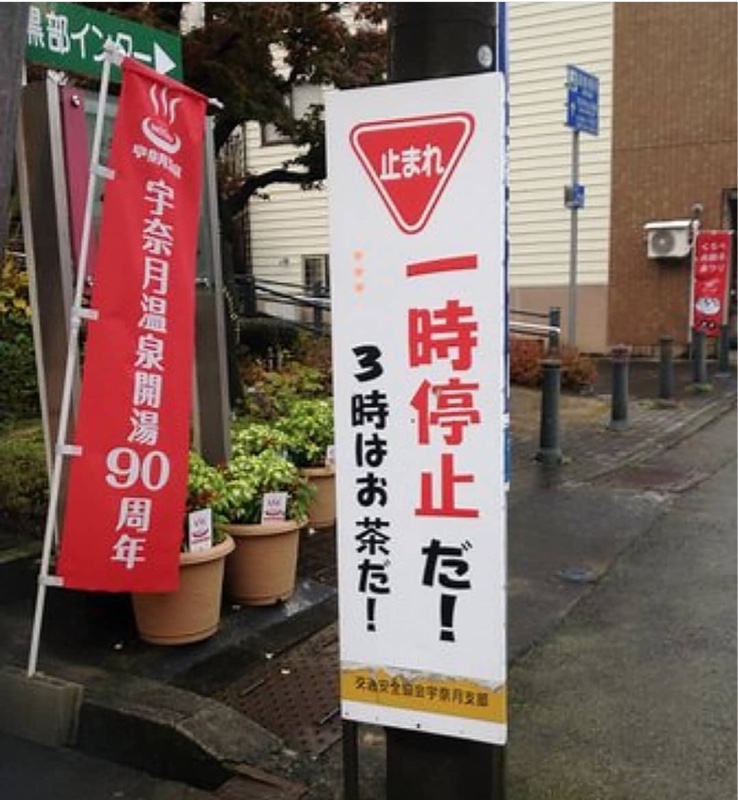 部インター
宇奈月温泉開湯90周年
止まれ
一時停止だ！
3時はお茶だ！
交通安全協会宇奈月支部